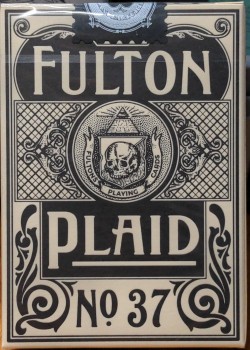 FULTON
FULTON'S PLAYING CARDS
PLAID
Nº 37